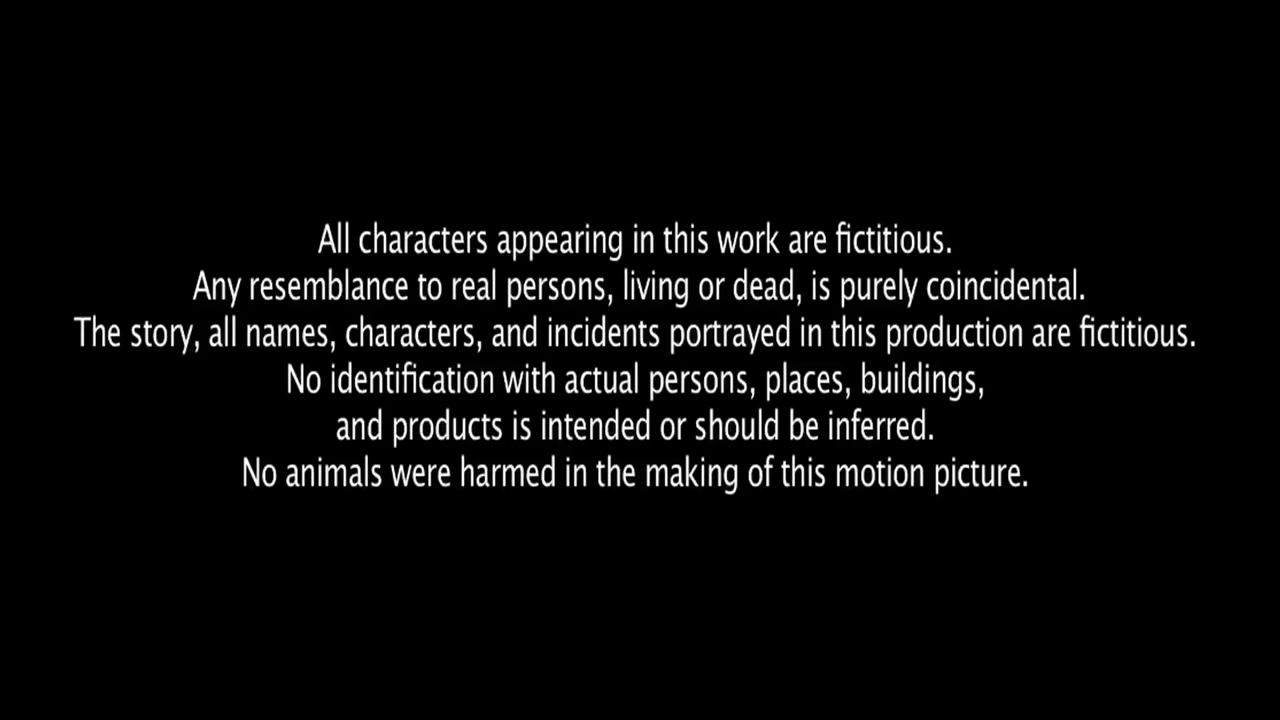 All characters appearing in this work are fictitious.
Any resemblance to real persons, living or dead, is purely coincidental.
The story, all names, characters, and incidents portrayed in this production are fictitious.
No identification with actual persons, places, buildings,
and products is intended or should be inferred.
No animals were harmed in the making of this motion picture.